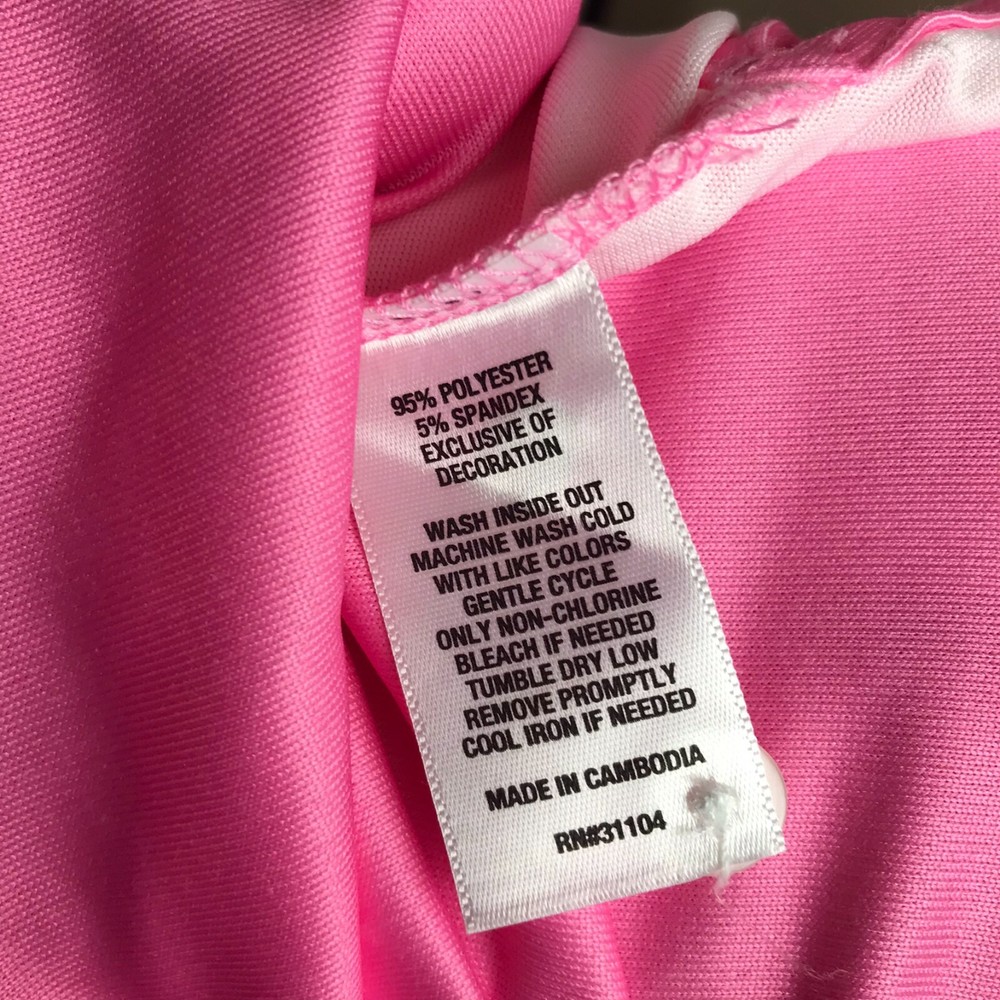 95% POLYESTER
5% SPANDEX
EXCLUSIVE OF
DECORATION
WASH INSIDE OUT
MACHINE WASH COLD
WITH LIKE COLORS
GENTLE CYCLE
ONLY NON-CHLORINE
BLEACH IF NEEDED
TUMBLE DRY LOW
REMOVE PROMPTLY
COOL IRON IF NEEDED
MADE IN CAMBODIA
RN#31104